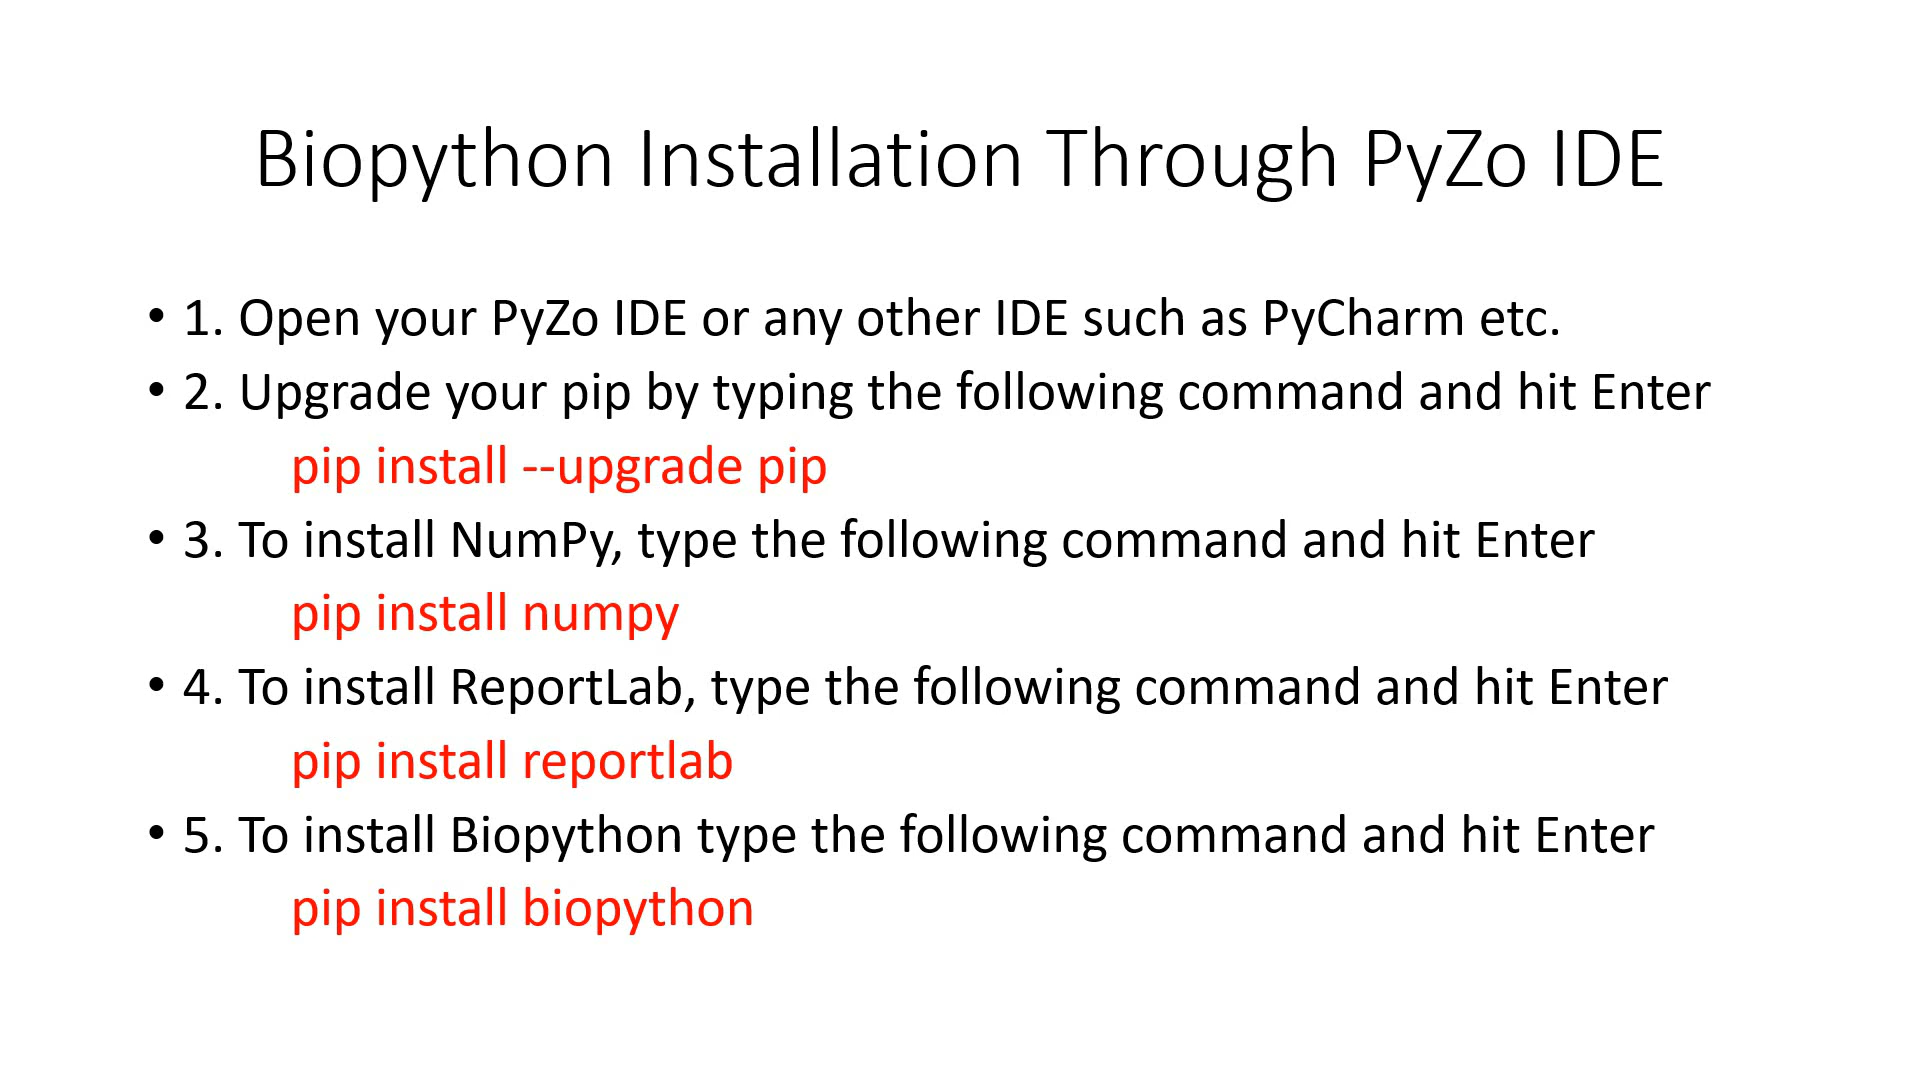 Biopython Installation Through PyZo IDE
• 1. Open your PyZo IDE or any other IDE such as PyCharm etc.
• 2. Upgrade your pip by typing the following command and hit Enter
pip install --upgrade pip
• 3. To install NumPy, type the following command and hit Enter
pip install numpy
• 4. To install ReportLab, type the following command and hit Enter
pip install reportlab
• 5. To install Biopython type the following command and hit Enter
pip install biopython